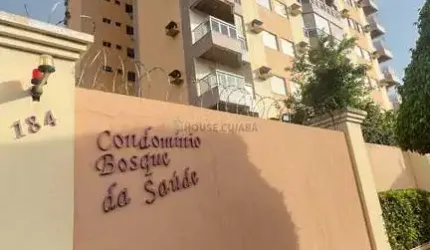 184
HOUSE CUIABÁ
Condomínio
Bosque
da Saúde